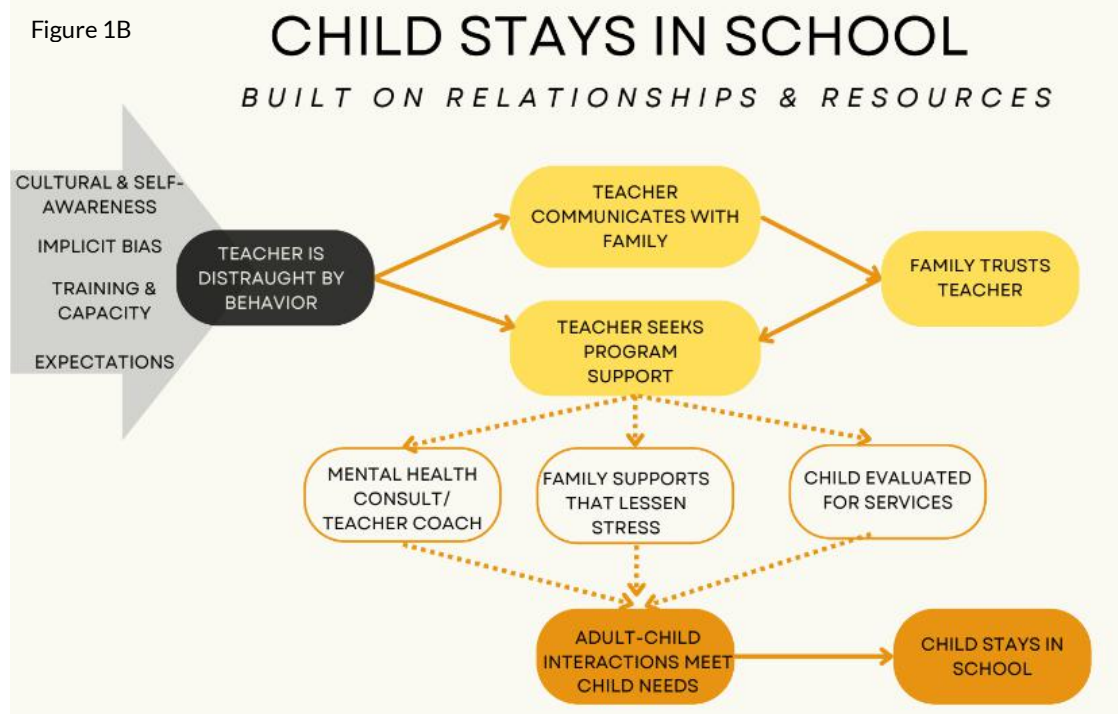 Figure 1B
CHILD STAYS IN SCHOOL
BUILT ON RELATIONSHIPS & RESOURCES
CULTURAL & SELF-
AWARENESS
IMPLICIT BIAS
TRAINING &
CAPACITY
EXPECTATIONS
TEACHER IS
DISTRAUGHT BY
BEHAVIOR
TEACHER
COMMUNICATES WITH
FAMILY
FAMILY TRUSTS
TEACHER
TEACHER SEEKS
PROGRAM
SUPPORT
MENTAL HEALTH
CONSULT/
TEACHER COACH
FAMILY SUPPORTS
THAT LESSEN
STRESS
CHILD EVALUATED
FOR SERVICES
ADULT-CHILD
INTERACTIONS MEET
CHILD NEEDS
CHILD STAYS IN
SCHOOL